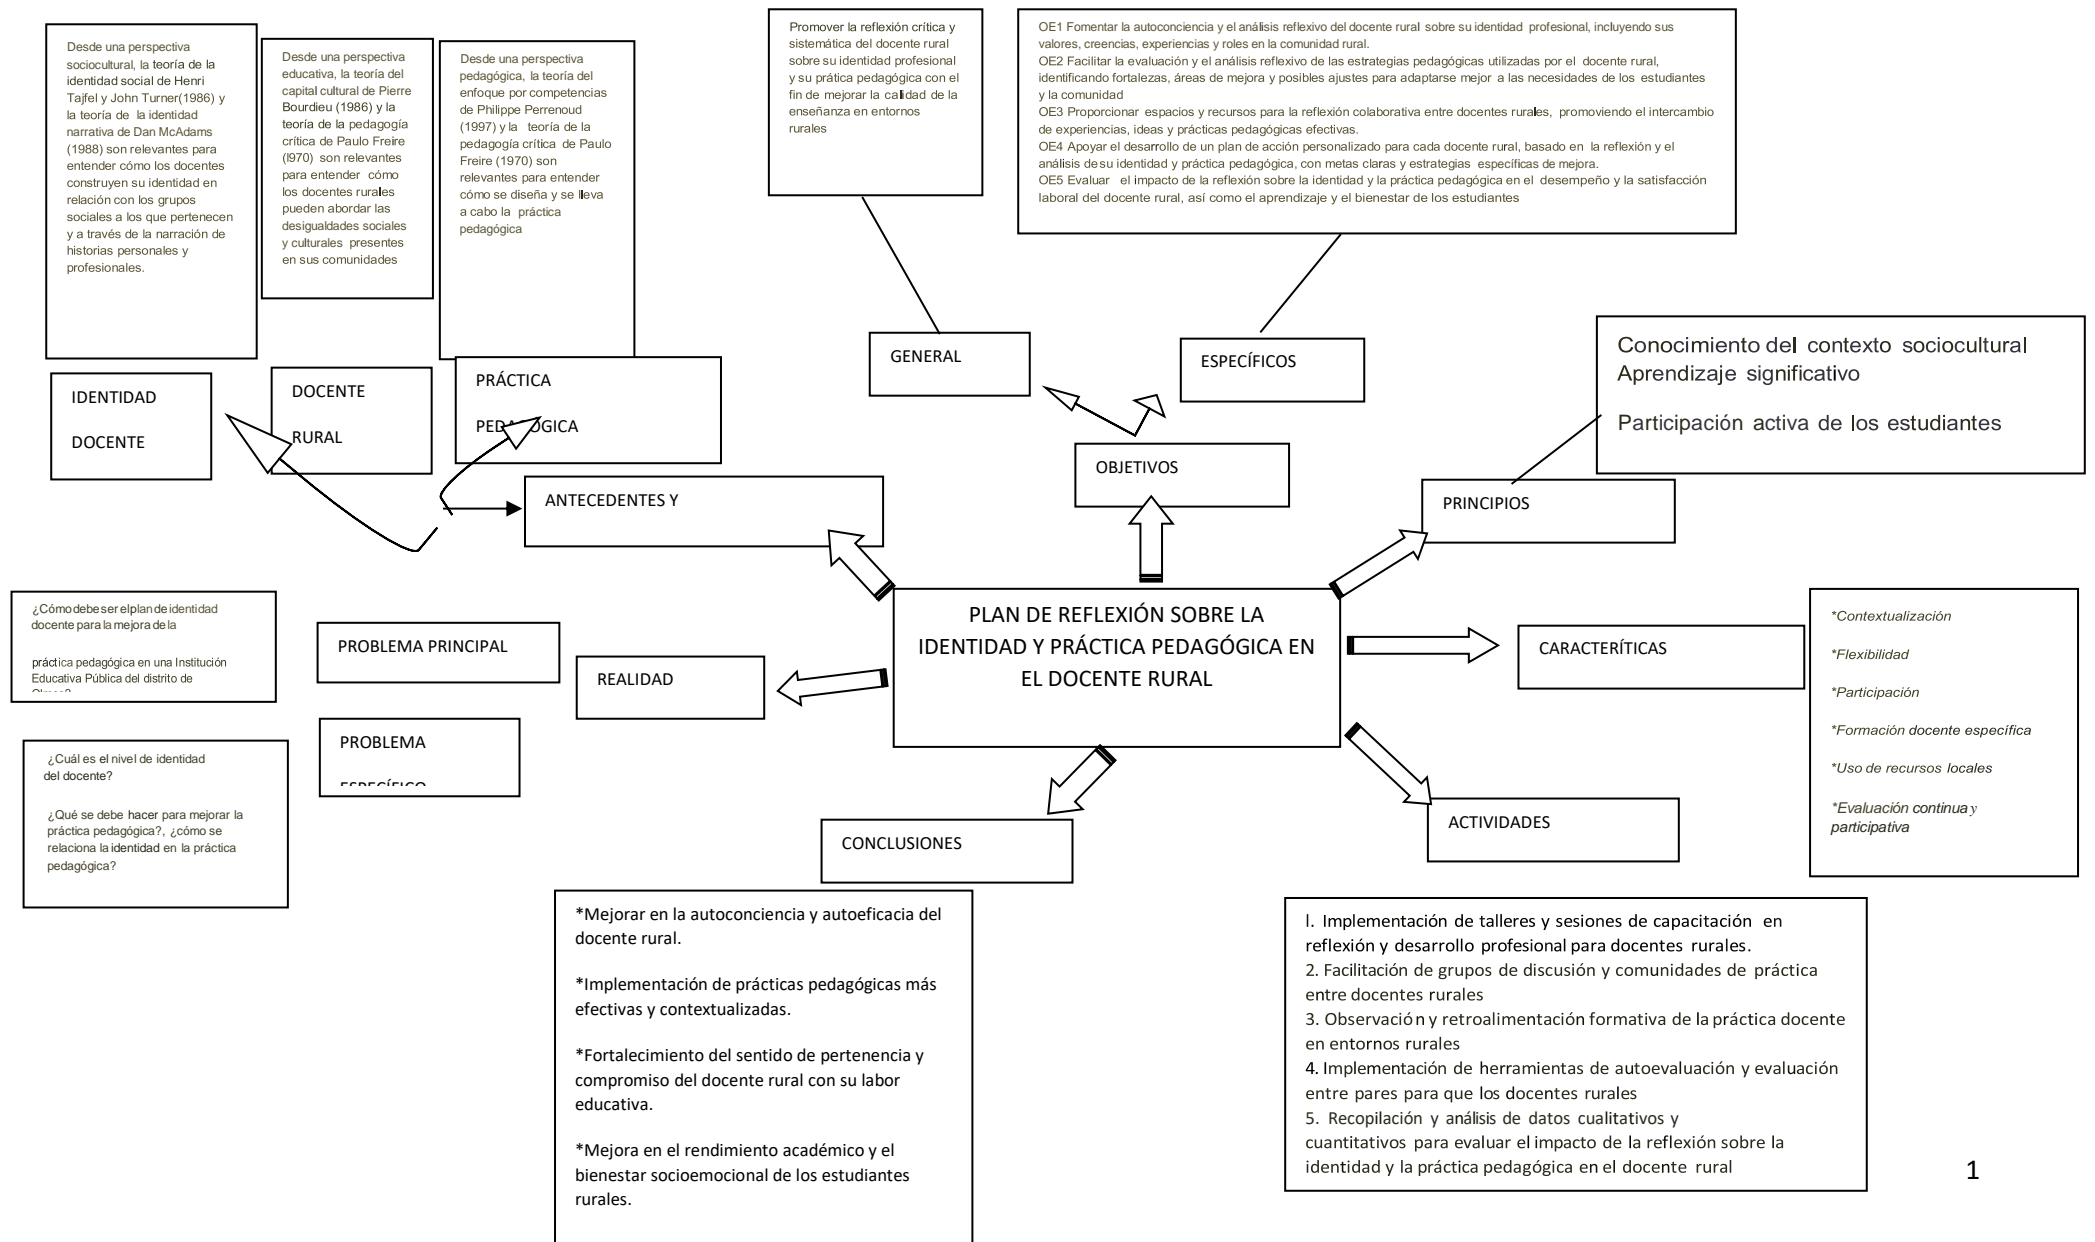 Desde una perspectiva
sociocultural, la teoría de la
identidad social de Henri
Tajfel y John Turner(1986) y
la teoría de la identidad
narrativa de Dan McAdams
(1988) son relevantes para
entender cómo los docentes
construyen su identidad en
relación con los grupos
sociales a los que pertenecen
y a través de la narración de
historias personales y
profesionales.
Desde una perspectiva
educativa, la teoría del
capital cultural de Pierre
Bourdieu (1986) y la
teoría de la pedagogía
crítica de Paulo Freire
(l970) son relevantes
para entender cómo
los docentes rurales
pueden abordar las
desigualdades sociales
y culturales presentes
en sus comunidades
Desde una perspectiva
pedagógica, la teoría del
enfoque por competencias
de Philippe Perrenoud
(1997) y la teoría de la
pedagogía crítica de Paulo
Freire (1970) son
relevantes para entender
cómo se diseña y se lleva
a cabo la práctica
pedagógica
Promover la reflexión crítica y
sistemática del docente rural
sobre su identidad profesional
y su prática pedagógica con el
fin de mejorar la calidad de la
enseñanza en entornos
rurales
OE1 Fomentar la autoconciencia y el análisis reflexivo del docente rural sobre su identidad profesional, incluyendo sus
valores, creencias, experiencias y roles en la comunidad rural.
OE2 Facilitar la evaluación y el análisis reflexivo de las estrategias pedagógicas utilizadas por el docente rural,
identificando fortalezas, áreas de mejora y posibles ajustes para adaptarse mejor a las necesidades de los estudiantes
y la comunidad
OE3 Proporcionar espacios y recursos para la reflexión colaborativa entre docentes rurales, promoviendo el intercambio
de experiencias, ideas y prácticas pedagógicas efectivas.
OE4 Apoyar el desarrollo de un plan de acción personalizado para cada docente rural, basado en la reflexión y el
análisis de su identidad y práctica pedagógica, con metas claras y estrategias específicas de mejora.
OE5 Evaluar el impacto de la reflexión sobre la identidad y la práctica pedagógica en el desempeño y la satisfacción
laboral del docente rural, así como el aprendizaje y el bienestar de los estudiantes
IDENTIDAD
DOCENTE
DOCENTE
RURAL
PRÁCTICA
PEDAGÓGICA
GENERAL
ESPECÍFICOS
Conocimiento del contexto sociocultural
Aprendizaje significativo
Participación activa de los estudiantes
ANTECEDENTES Y
OBJETIVOS
PRINCIPIOS
¿Cómo debe ser el plan de identidad
docente para la mejora de la
práctica pedagógica en una Institución
Educativa Pública del distrito de
PROBLEMA PRINCIPAL
REALIDAD
PLAN DE REFLEXIÓN SOBRE LA
IDENTIDAD Y PRÁCTICA PEDAGÓGICA EN
EL DOCENTE RURAL
CARACTERÍTICAS
*Contextualización
*Flexibilidad
*Participación
*Formación docente específica
*Uso de recursos locales
*Evaluación continua y
participativa
¿Cuál es el nivel de identidad
del docente?
¿Qué se debe hacer para mejorar la
práctica pedagógica?, ¿cómo se
relaciona la identidad en la práctica
pedagógica?
PROBLEMA
ESPECÍFICO
CONCLUSIONES
ACTIVIDADES
*Mejorar en la autoconciencia y autoeficacia del
docente rural.
*Implementación de prácticas pedagógicas más
efectivas y contextualizadas.
*Fortalecimiento del sentido de pertenencia y
compromiso del docente rural con su labor
educativa.
*Mejora en el rendimiento académico y el
bienestar socioemocional de los estudiantes
rurales.
l. Implementación de talleres y sesiones de capacitación en
reflexión y desarrollo profesional para docentes rurales.
2. Facilitación de grupos de discusión y comunidades de práctica
entre docentes rurales
3. Observación y retroalimentación formativa de la práctica docente
en entornos rurales
4. Implementación de herramientas de autoevaluación y evaluación
entre pares para que los docentes rurales
5. Recopilación y análisis de datos cualitativos y
cuantitativos para evaluar el impacto de la reflexión sobre la
identidad y la práctica pedagógica en el docente rural
1